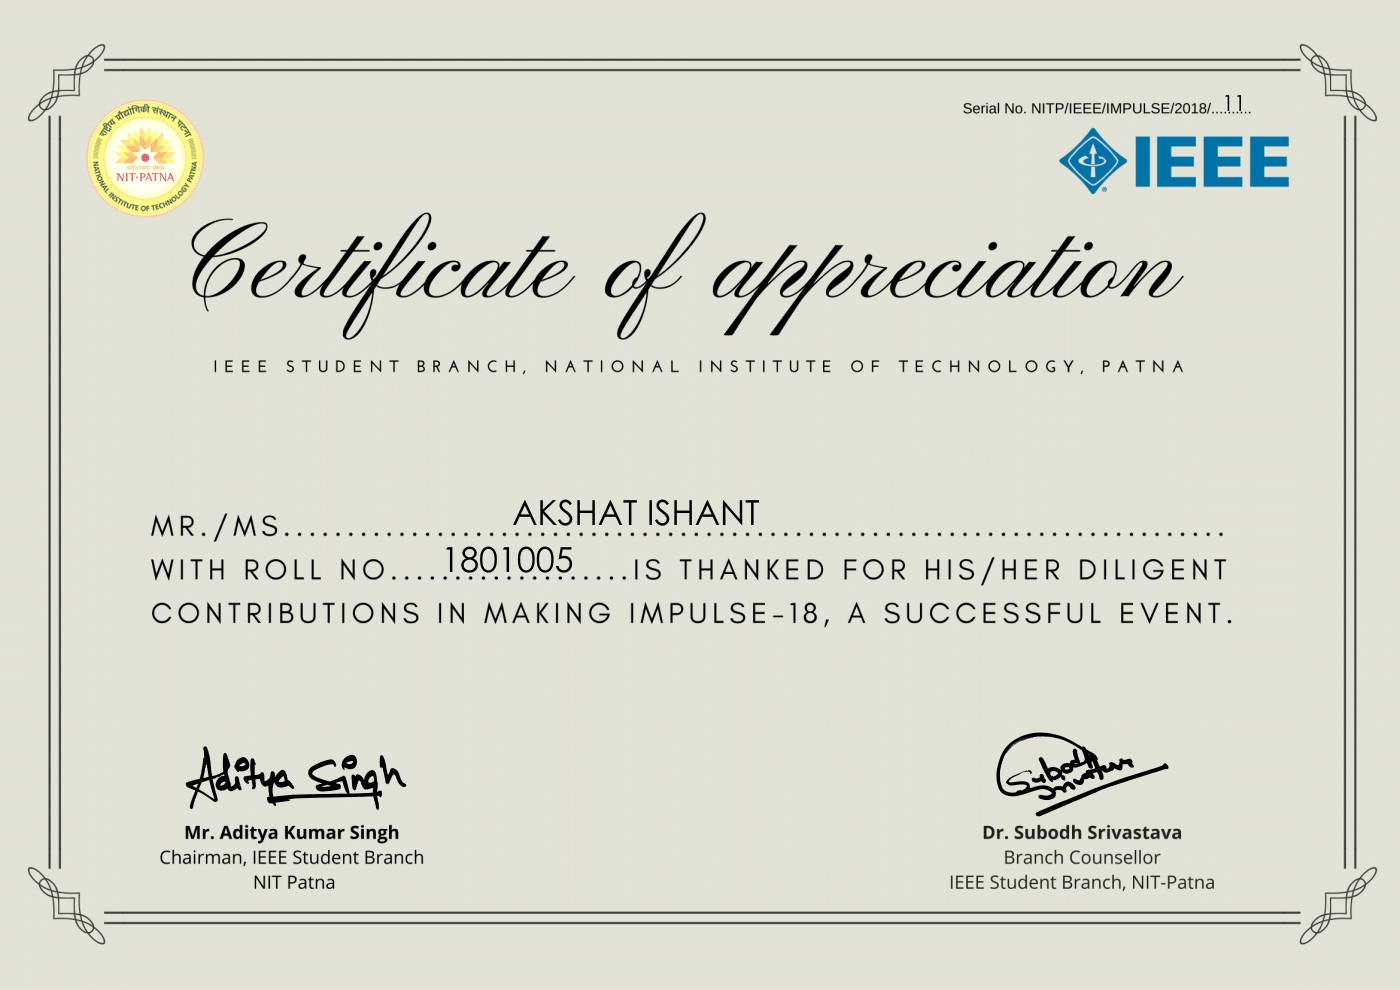 Serial No. NITP/IEEE/IMPULSE/2018/....11....
राष्ट्रीय प्रौद्योगिकी संस्थान पटना
NIT-PATNA
NATIONAL INSTITUTE OF TECHNOLOGY PATNA
IEEE
Certificate of appreciation
IEEE STUDENT BRANCH, NATIONAL INSTITUTE OF TECHNOLOGY, PATNA
MR./MS. AKSHAT ISHANT
WITH ROLL NO. 1801005 IS THANKED FOR HIS/HER DILIGENT
CONTRIBUTIONS IN MAKING IMPULSE-18, A SUCCESSFUL EVENT.
Aditya Singh
Mr. Aditya Kumar Singh
Chairman, IEEE Student Branch
NIT Patna
Subodh Srivastava
Dr. Subodh Srivastava
Branch Counsellor
IEEE Student Branch, NIT-Patna